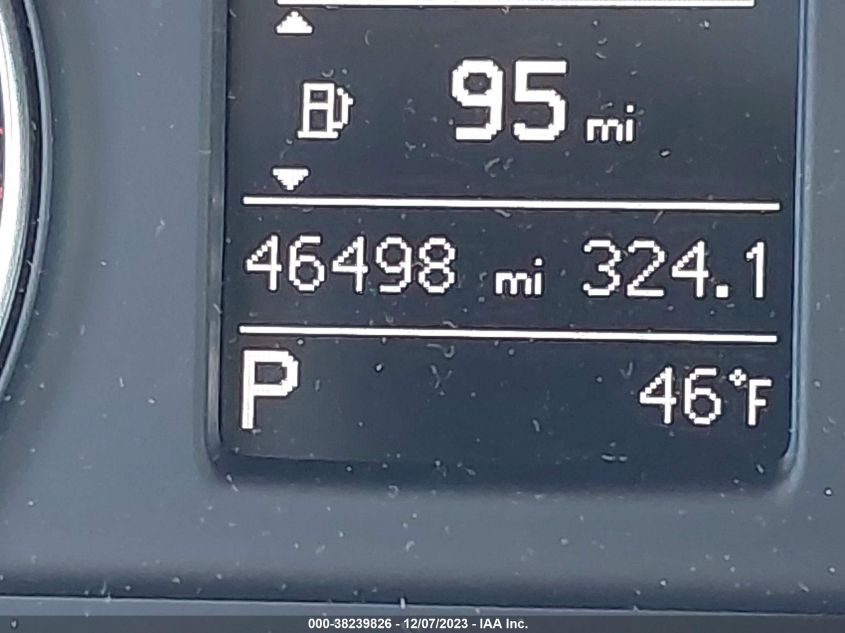 95 mi
46498 mi 324.1
P 46°F
000-38239826 - 12/07/2023 - IAA Inc.